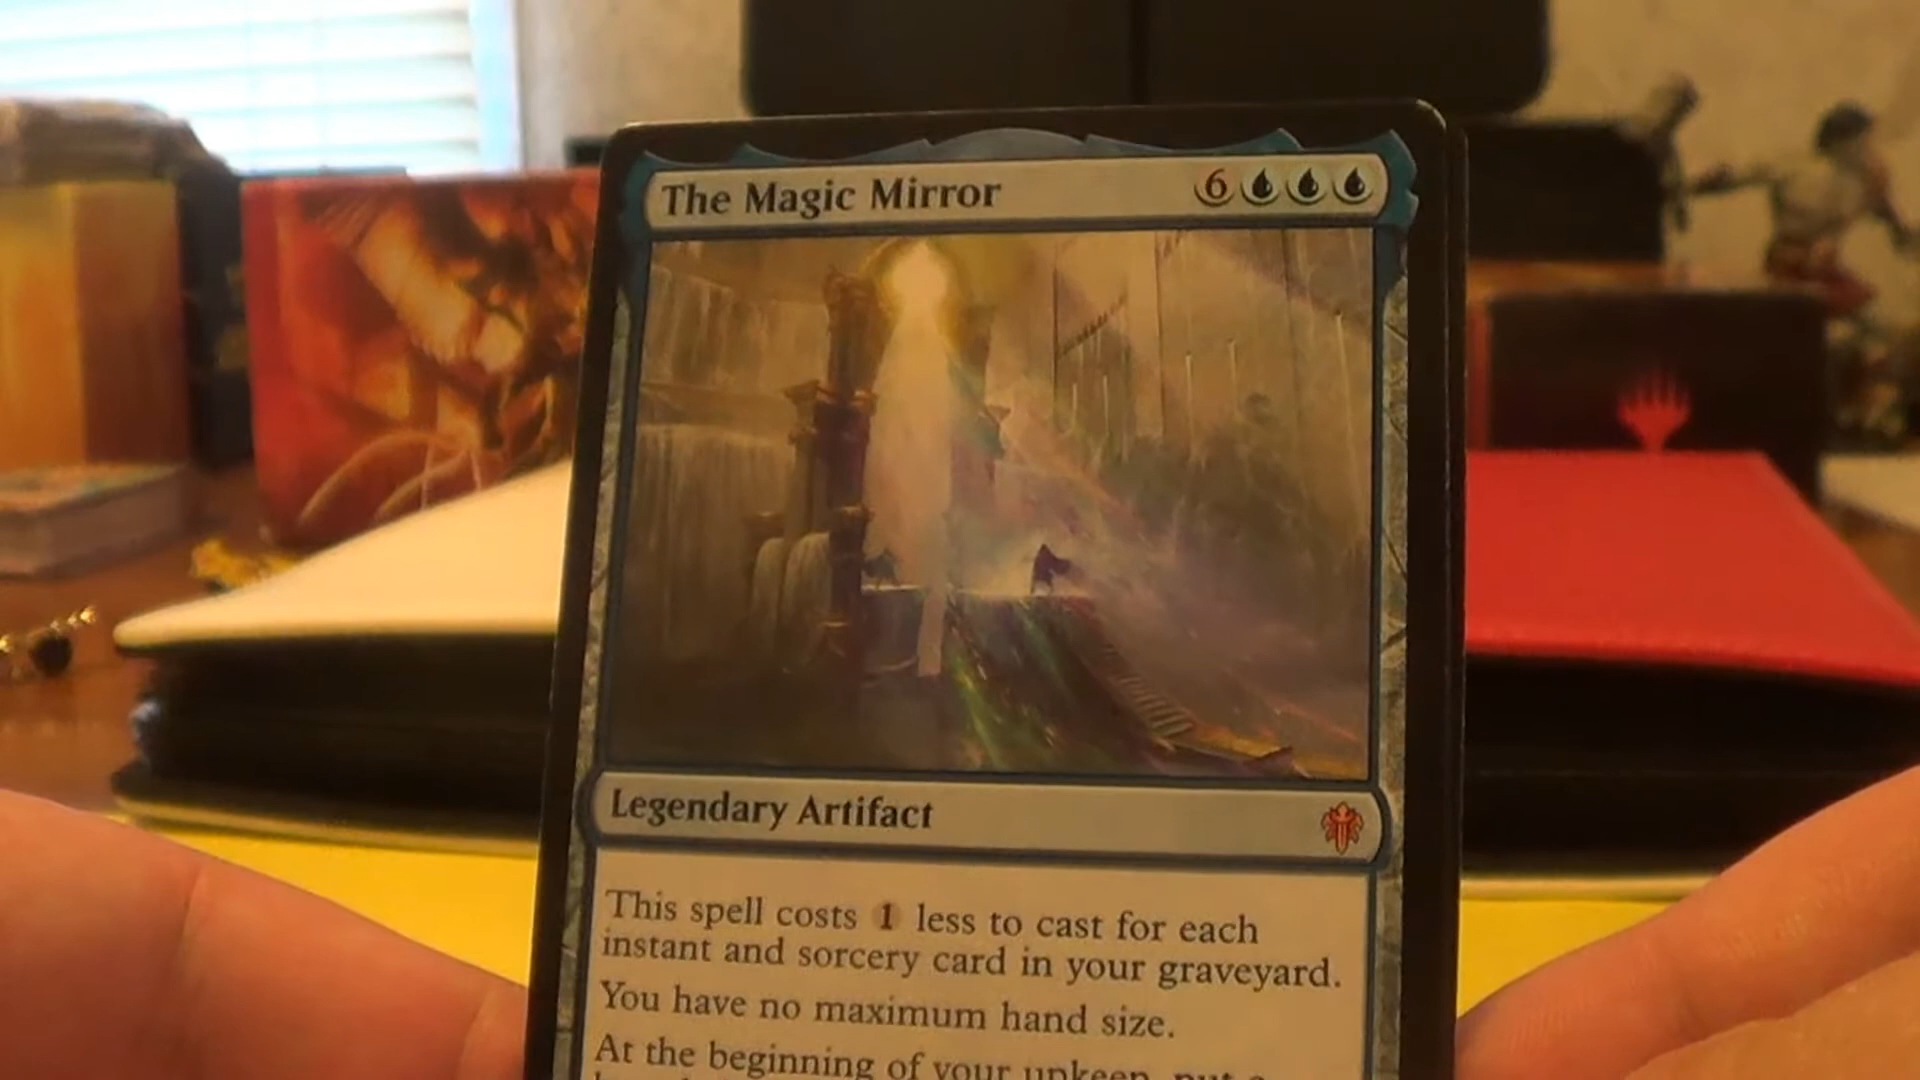 The Magic Mirror 6
Legendary Artifact
This spell costs 1 less to cast for each
instant and sorcery card in your graveyard.
You have no maximum hand size.
At the beginning of your upkeep, put a